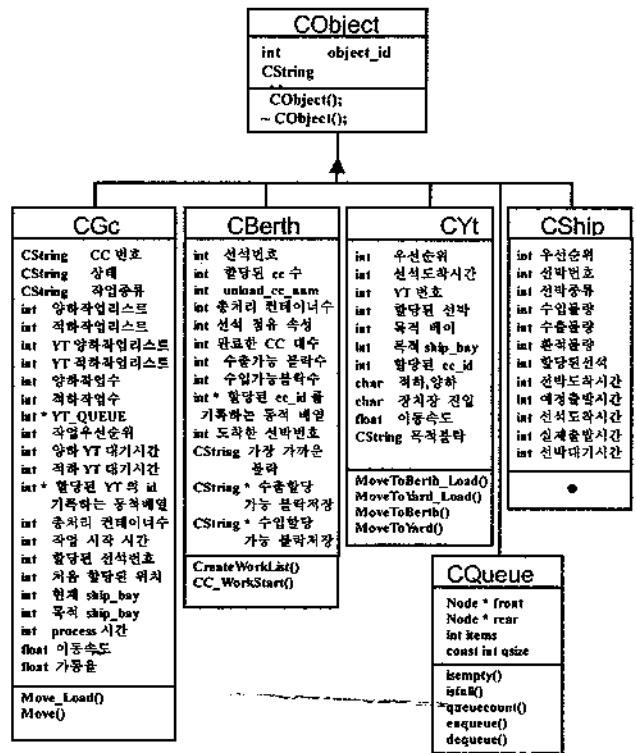 CObject
int object_id
CString
CObject();
~ CObject();
CGc
CString CC 번호
CString 상태
CString 작업종류
int 양하작업리스트
int 적하작업리스트
int YT 양하작업리스트
int YT 적하작업리스트
int 양하작업수
int 적하작업수
int * YT_QUEUE
int 작업우선순위
int 양하 YT 대기시간
int 적하 YT 대기시간
int * 할당된 YT 의 id
기록하는 동적배열
int 총처리 컨테이너수
int 작업 시작 시간
int 할당된 선석번호
int 처음 할당된 위치
int 현재 ship_bay
int 목적 ship_bay
int process 시간
float 이동속도
float 가동율
Move_Load()
Move()
CBerth
int 선석번호
int 할당된 cc 수
int unload_cc_num
int 총처리 컨테이너수
int 선석 점유 속성
int 완료한 CC 대수
int 수출가능 블락수
int 수입가능블락수
int * 할당된 cc_id 를
기록하는 동적 배열
int 도착한 선박번호
CString 가장 가까운
블락
CString * 수출할당
가능 블락저장
CString * 수입할당
가능 블락저장
CreateWorkList()
CC_WorkStart()
CYt
int 우선순위
int 선석도착시간
int YT 번호
int 할당된 선박
int 목적 베이
int 목적 ship_bay
int 할당된 cc_id
char 적하,양하
char 장치장 진입
float 이동속도
CString 목적블락
MoveToBerth_Load()
MoveToYard_Load()
MoveToBerth()
MoveToYard()
CShip
int 우선순위
int 선박번호
int 선박종류
int 수입물량
int 수출물량
int 환적물량
int 할당된선석
int 선박도착시간
int 예정출발시간
int 선석도착시간
int 실제출발시간
int 선박대기시간
CQueue
Node * front
Node * rear
int items
const int qsize
isempty()
isfull()
queuecount()
enqueue()
dequeue()